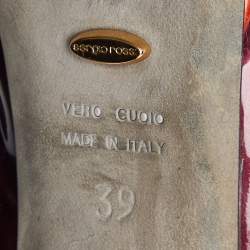 sergio rossi
VERO CUOIO
MADE IN ITALY
39